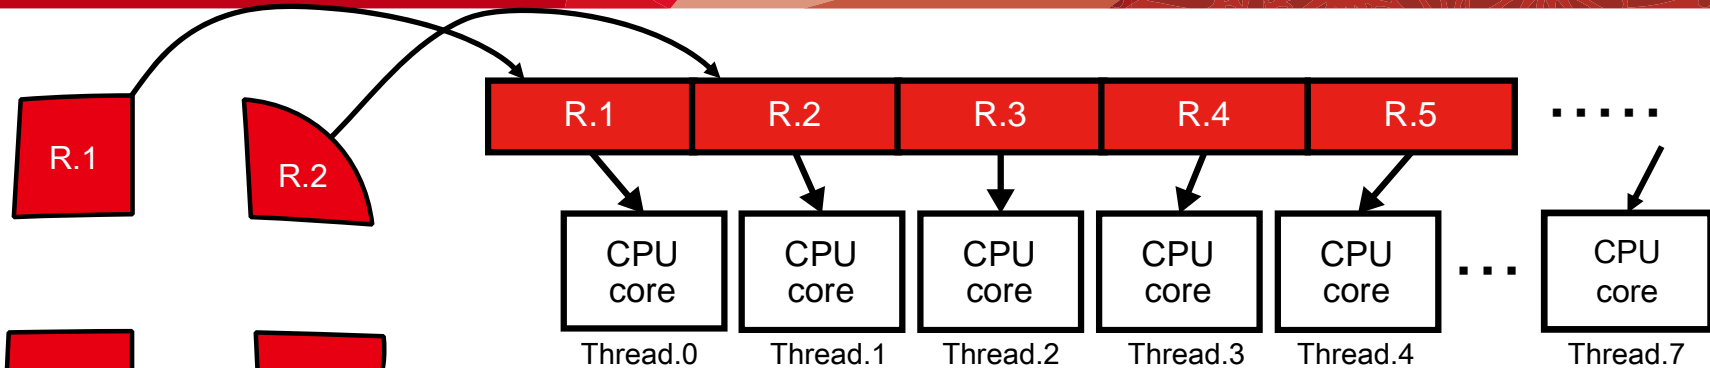 R.1
R.2
R.1 R.2 R.3 R.4 R.5 .....
CPU core
CPU core
CPU core
CPU core
CPU core
...
CPU core
Thread.0 Thread.1 Thread.2 Thread.3 Thread.4 Thread.7